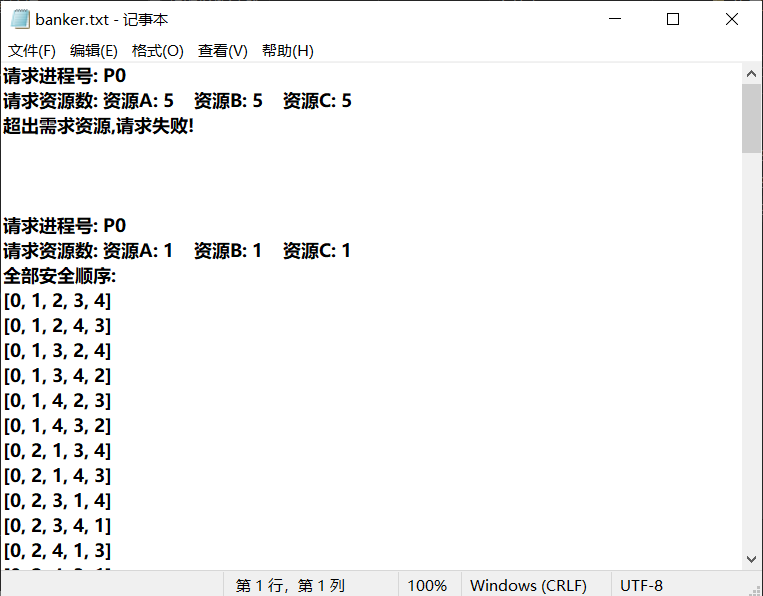 banker.txt - 记事本
文件(F) 编辑(E) 格式(O) 查看(V) 帮助(H)
请求进程号: P0
请求资源数: 资源A: 5 资源B: 5 资源C: 5
超出需求资源,请求失败!
请求进程号: P0
请求资源数: 资源A: 1 资源B: 1 资源C: 1
全部安全顺序:
[0, 1, 2, 3, 4]
[0, 1, 2, 4, 3]
[0, 1, 3, 2, 4]
[0, 1, 3, 4, 2]
[0, 1, 4, 2, 3]
[0, 1, 4, 3, 2]
[0, 2, 1, 3, 4]
[0, 2, 1, 4, 3]
[0, 2, 3, 1, 4]
[0, 2, 3, 4, 1]
[0, 2, 4, 1, 3]
第 1 行，第 1 列 100% Windows (CRLF) UTF-8